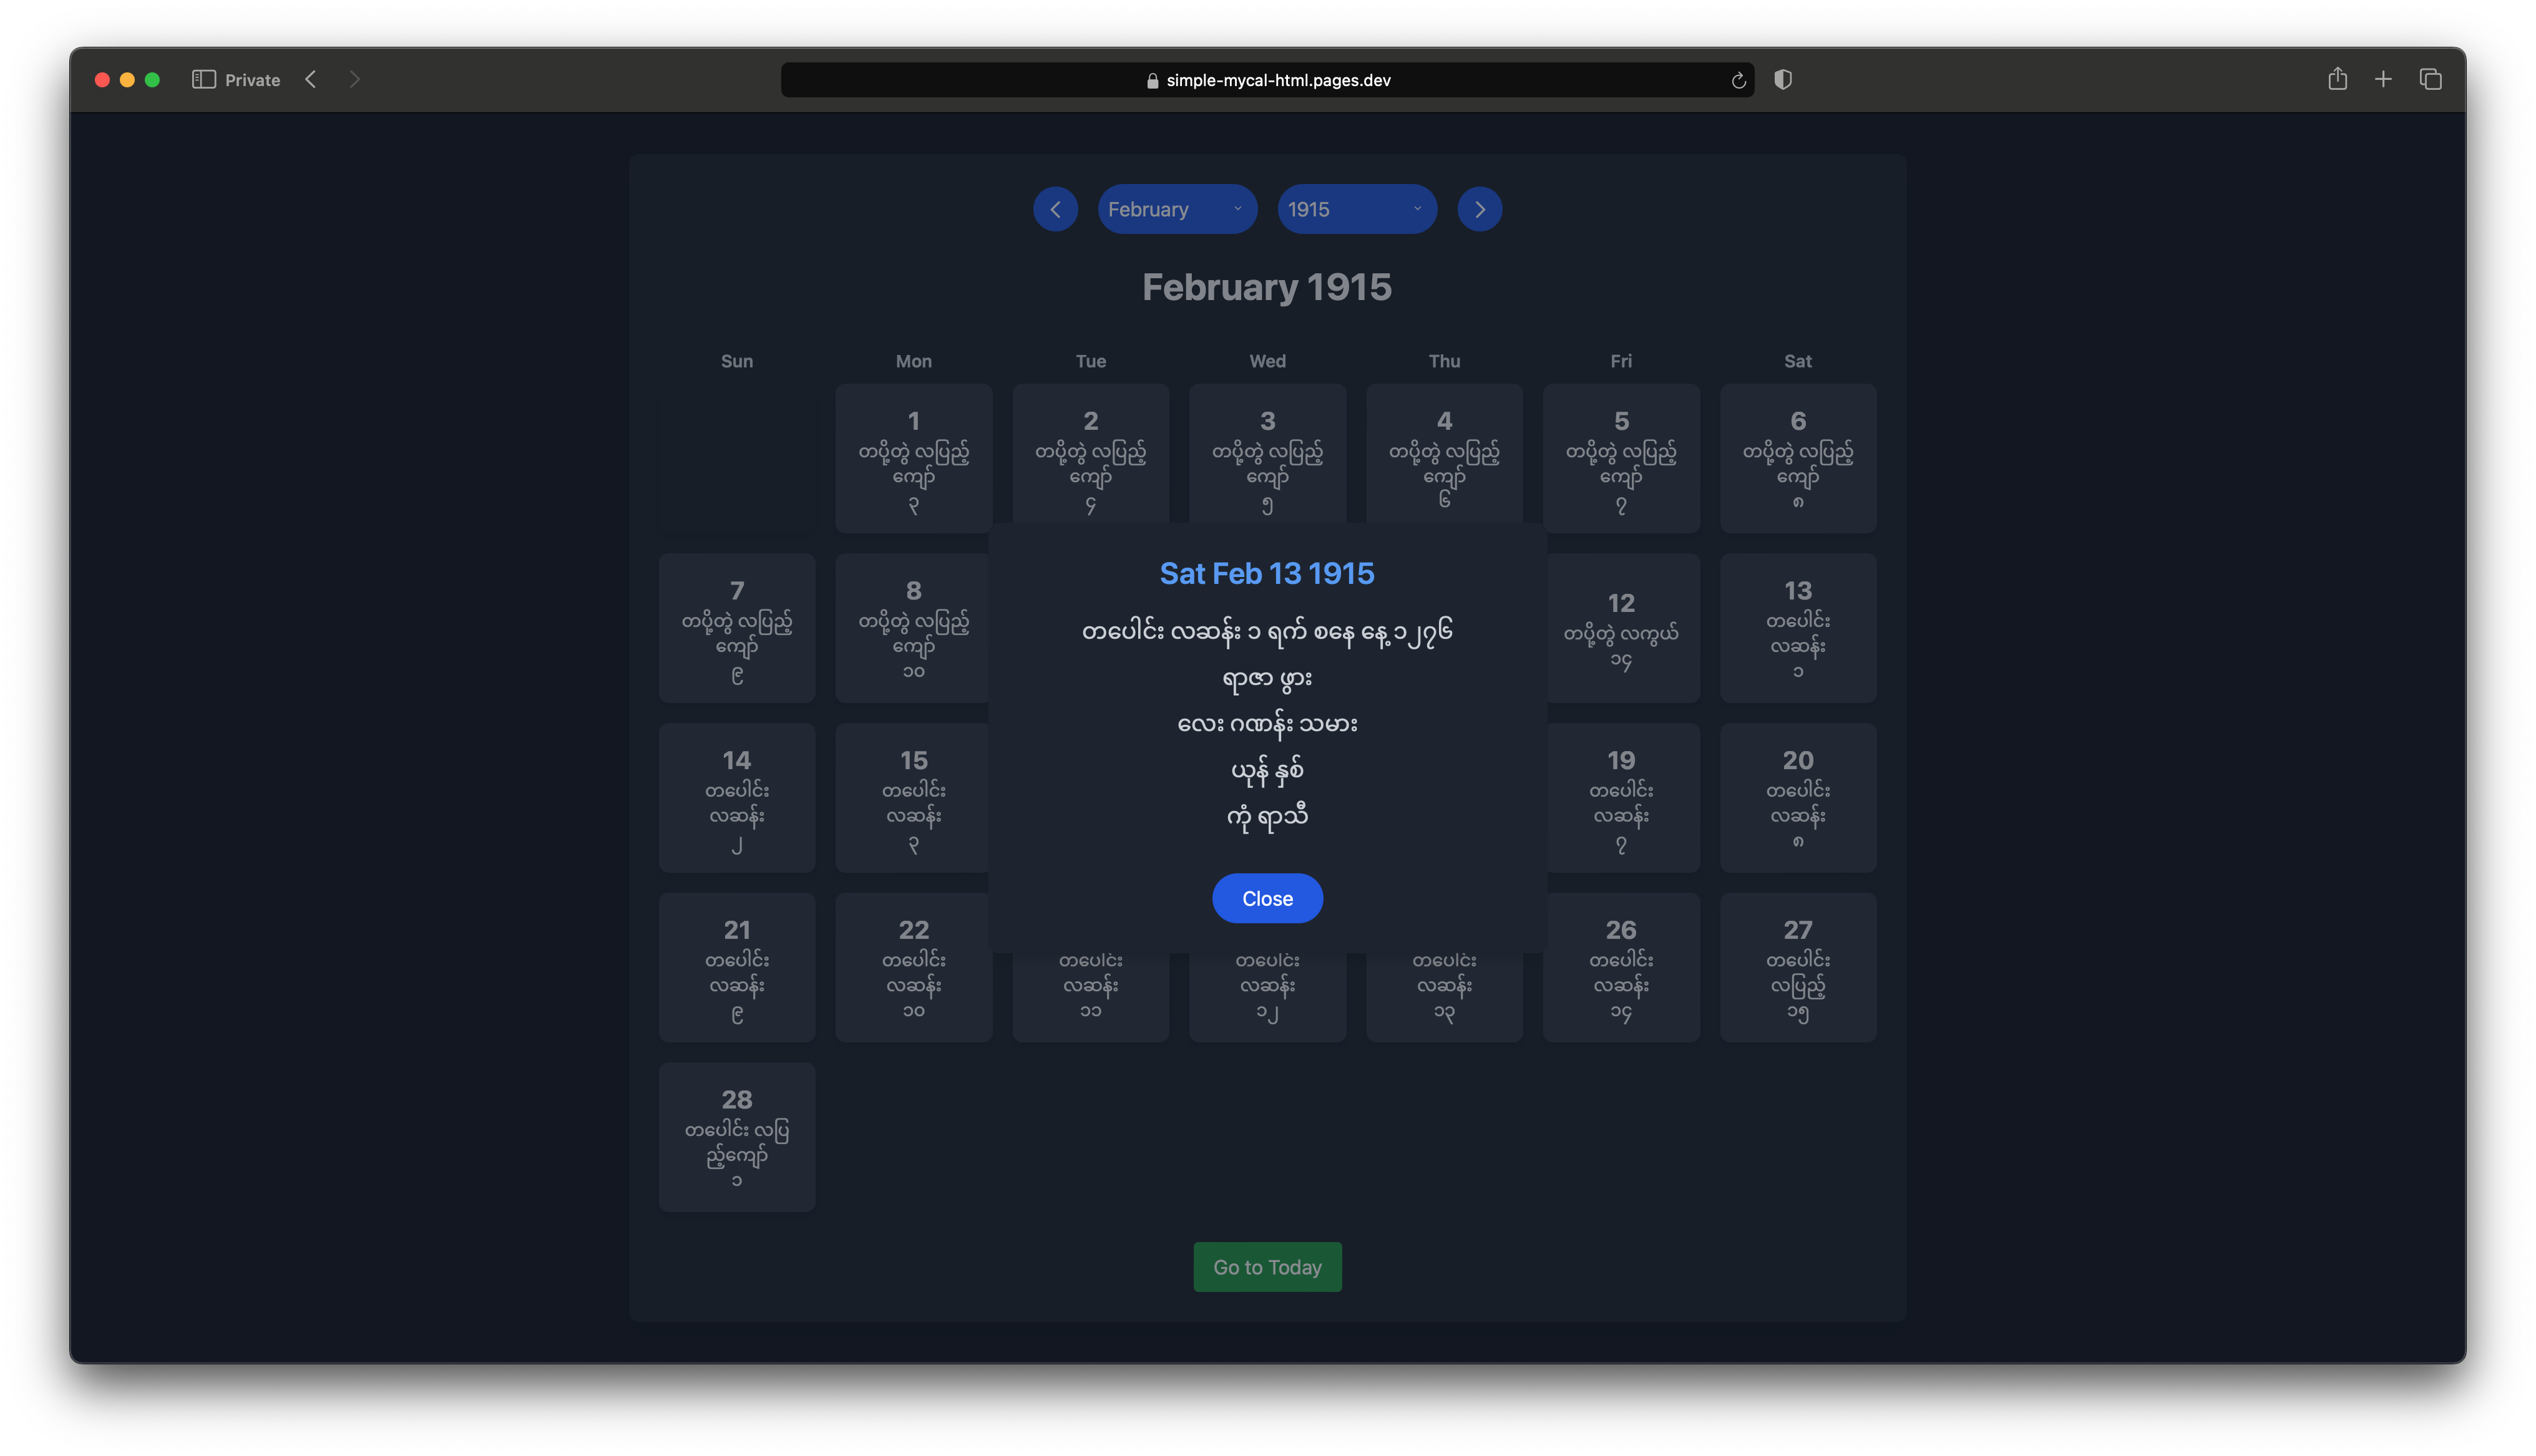 Private
simple-mycal-html.pages.dev
February
1915
February 1915
Sun Mon Tue Wed Thu Fri Sat
1
တပို့တွဲ လပြည့်
ကျော်
၃
2
တပို့တွဲ လပြည့်
ကျော်
၄
3
တပို့တွဲ လပြည့်
ကျော်
၅
4
တပို့တွဲ လပြည့်
ကျော်
၆
5
တပို့တွဲ လပြည့်
ကျော်
၇
6
တပို့တွဲ လပြည့်
ကျော်
၈
7
တပို့တွဲ လပြည့်
ကျော်
၉
8
တပို့တွဲ လပြည့်
ကျော်
၁၀
Sat Feb 13 1915
တပေါင်း လဆန်း ၁ ရက် စနေ နေ့ ၁၂၇၆
ရာဇာ ဖွား
လေး ဂဏန်း သမား
ယုန် နှစ်
ကုံ ရာသီ
Close
12
တပို့တွဲ လကွယ်
၁၄
13
တပေါင်း
လဆန်း
၁
14
တပေါင်း
လဆန်း
၂
15
တပေါင်း
လဆန်း
၃
19
တပေါင်း
လဆန်း
၇
20
တပေါင်း
လဆန်း
၈
21
တပေါင်း
လဆန်း
၉
22
တပေါင်း
လဆန်း
၁၀
တပေါင်း
လဆန်း
၁၁
တပေါင်း
လဆန်း
၁၂
တပေါင်း
လဆန်း
၁၃
26
တပေါင်း
လဆန်း
၁၄
27
တပေါင်း
လပြည့်
၁၅
28
တပေါင်း လပြ
ည့်ကျော်
၁
Go to Today